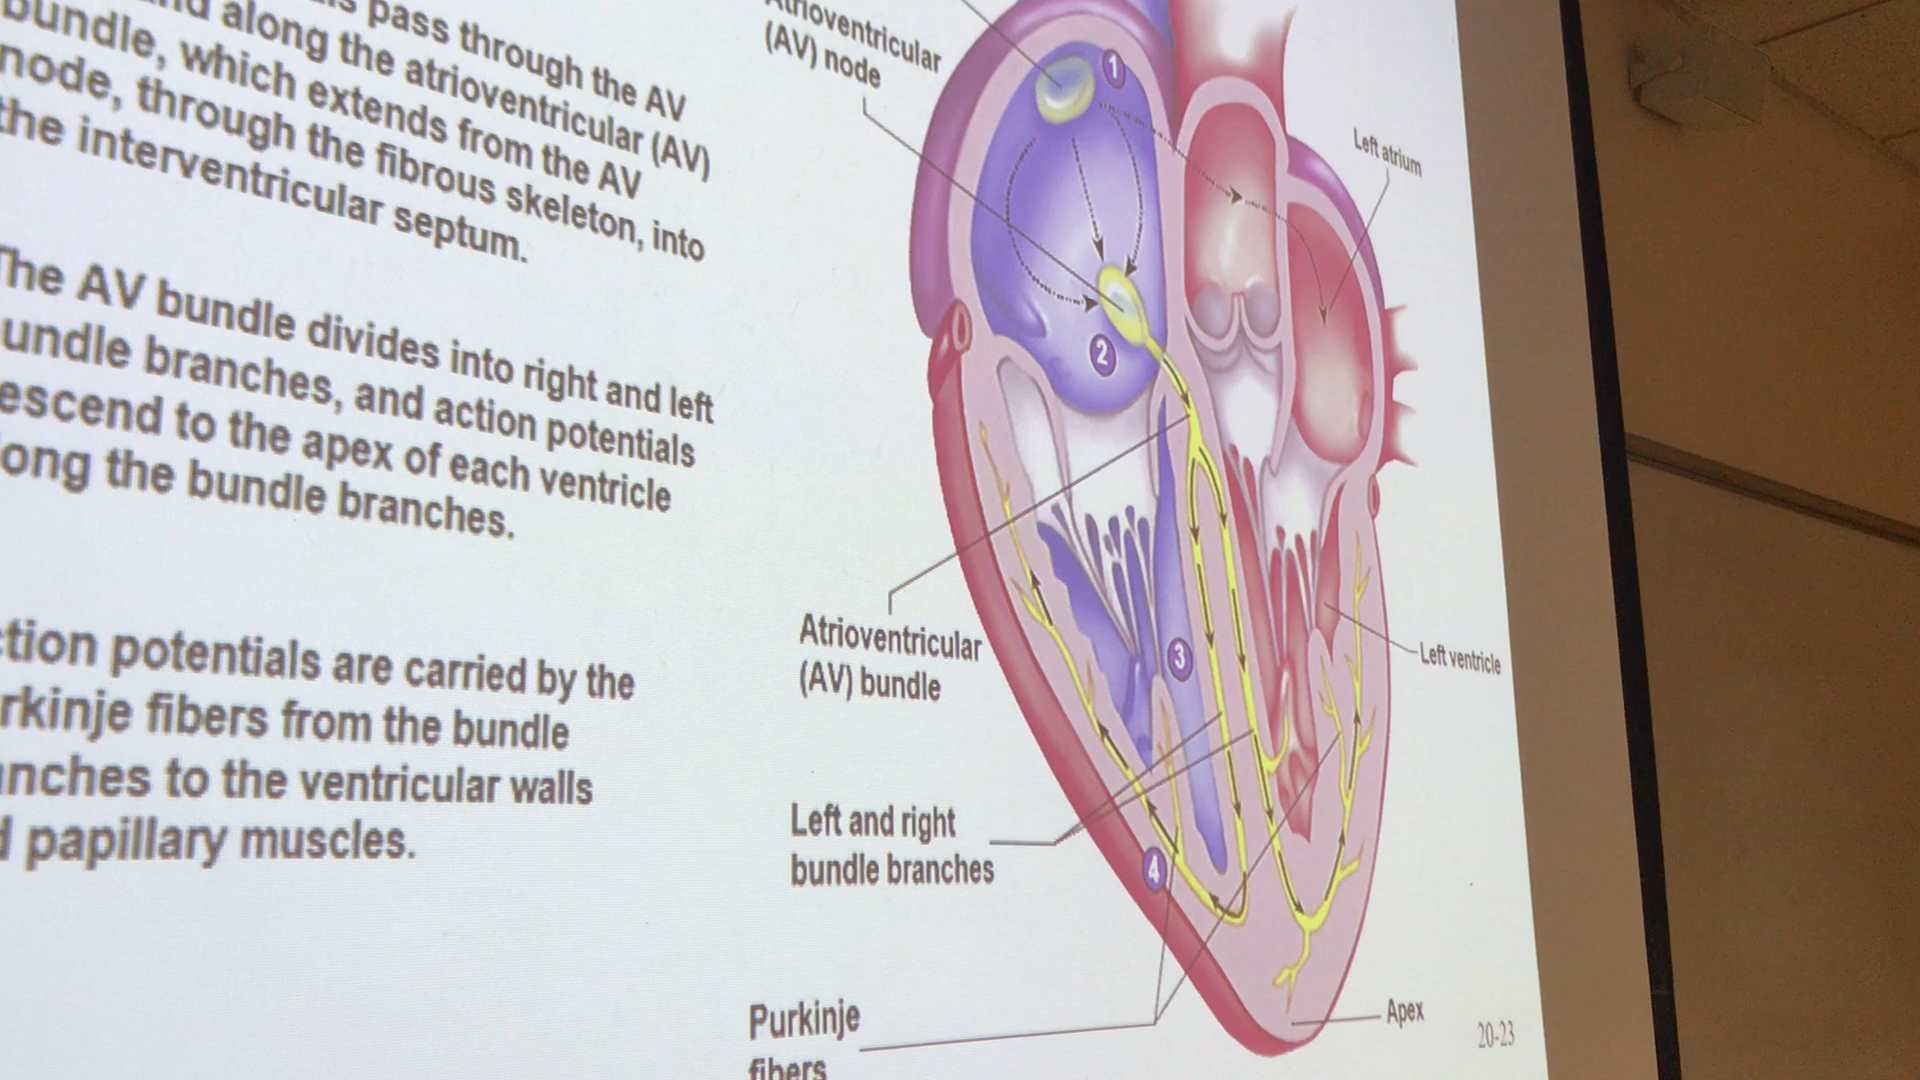 pass through the AV
along the atrioventricular (AV)
bundle, which extends from the AV
node, through the fibrous skeleton, into
the interventricular septum.
The AV bundle divides into right and left
undle branches, and action potentials
escend to the apex of each ventricle
ong the bundle branches.
tion potentials are carried by the
rkinje fibers from the bundle
nches to the ventricular walls
d papillary muscles.
Atrioventricular
(AV) node
1
Left atrium
2
Atrioventricular
(AV) bundle
3
Left ventricle
Left and right
bundle branches
4
Purkinje
fibers
Apex
20-23